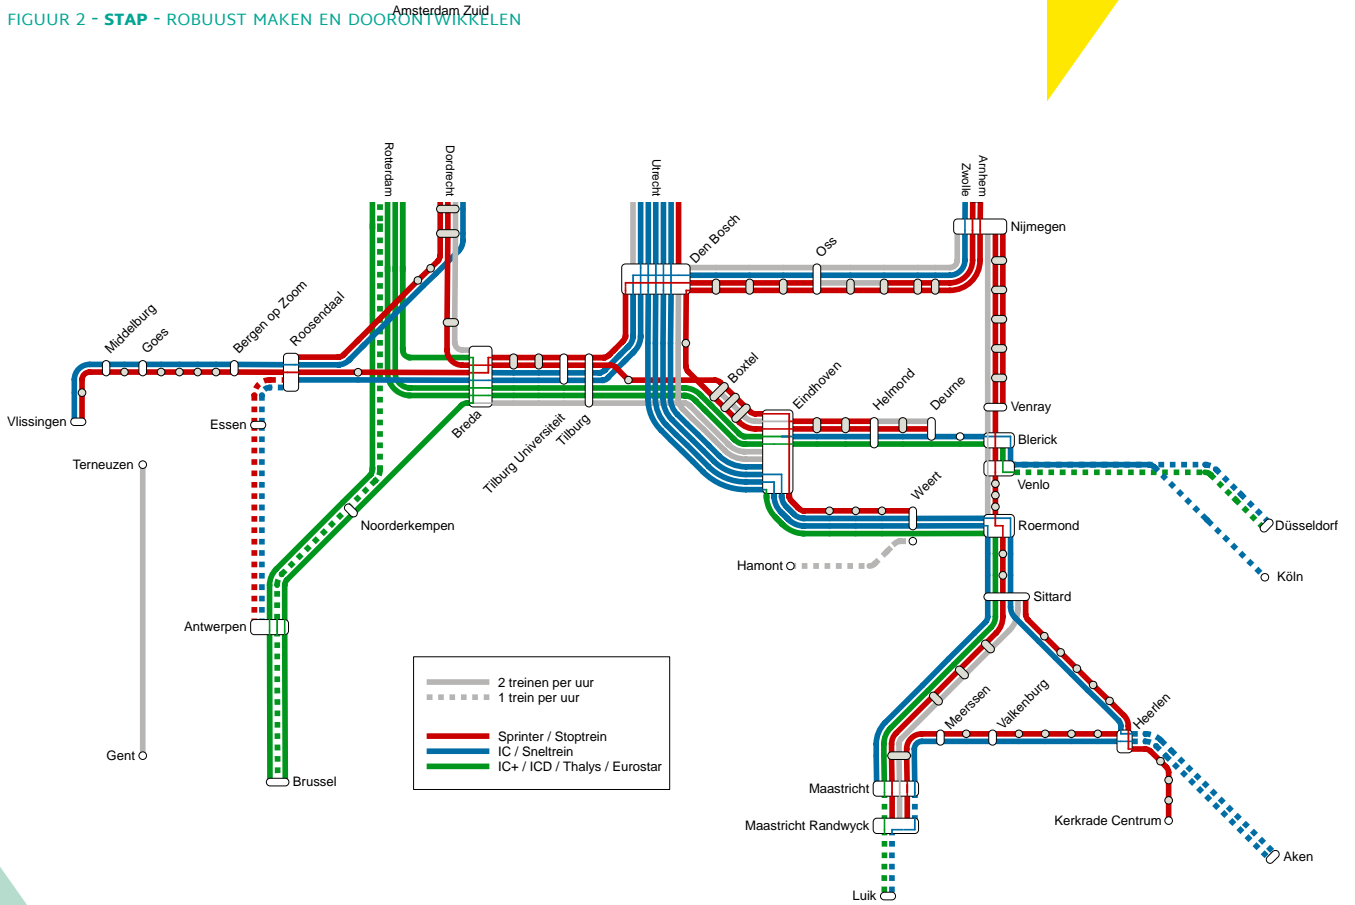 Amsterdam Zuid
FIGUUR 2 - STAP - ROBUUST MAKEN EN DOORONTWIKKELEN
Rotterdam
Dordrecht
Utrecht
Zwolle
Arnhem
Nijmegen
Den Bosch
Oss
Middelburg
Goes
Bergen op Zoom
Roosendaal
Vlissingen
Essen
Breda
Tilburg Universiteit
Tilburg
Boxtel
Eindhoven
Helmond
Deurne
Venray
Blerick
Venlo
Terneuzen
Noorderkempen
Weert
Roermond
Düsseldorf
Hamont
Köln
Sittard
Antwerpen
Gent
Brussel
2 treinen per uur
1 trein per uur
Sprinter / Stoptrein
IC / Sneltrein
IC+ / ICD / Thalys / Eurostar
Meerssen
Valkenburg
Heerlen
Maastricht
Maastricht Randwyck
Kerkrade Centrum
Aken
Luik